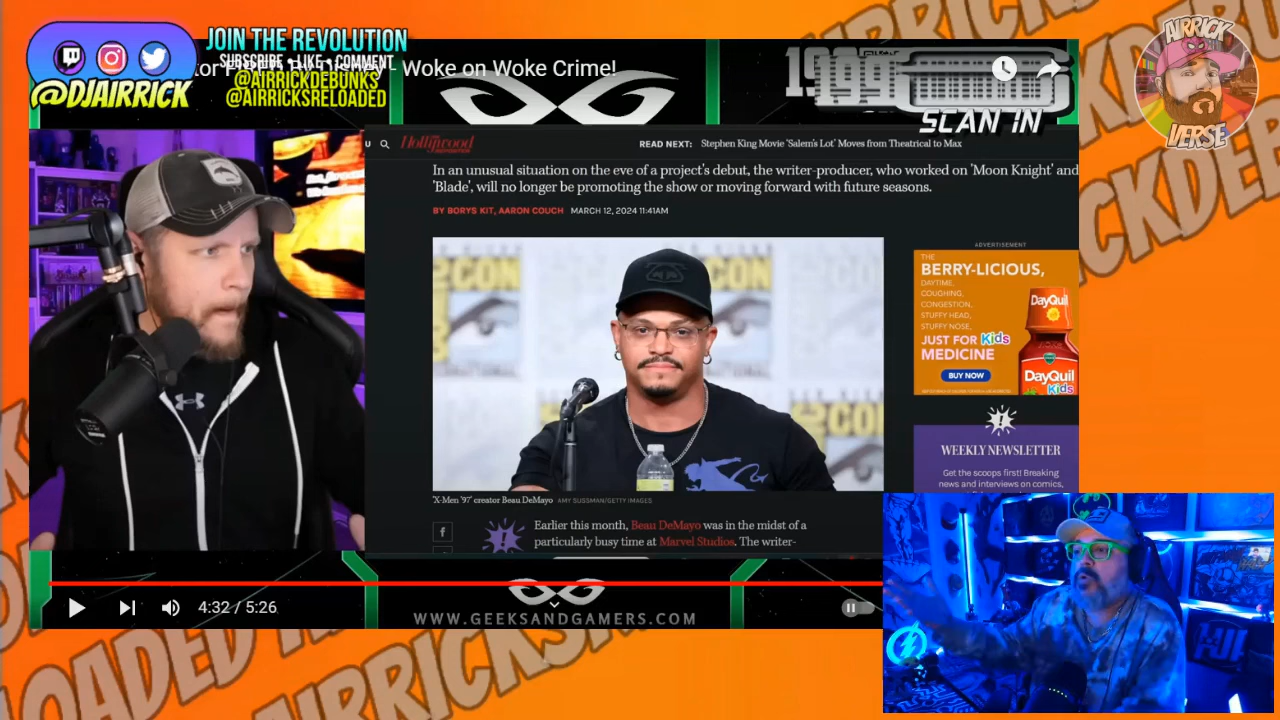 JOIN THE REVOLUTION
SUBSCRIBE • LIKE • COMMENT
@AIRRICKDEBUNKS
@AIRRICKSRELOADED
@DJAIRRICK
Woke on Woke Crime!
1999
SCAN IN
AIRRICK
VERSE
Hollywood
READ NEXT: Stephen King Movie 'Salem's Lot' Moves from Theatrical to Max
In an unusual situation on the eve of a project's debut, the writer-producer, who worked on 'Moon Knight' and
'Blade', will no longer be promoting the show or moving forward with future seasons.
BY BORYS KIT, AARON COUCH MARCH 12, 2024 11:41AM
ADVERTISEMENT
THE
BERRY-LICIOUS,
DAYTIME,
COUGHING,
CONGESTION,
STUFFY HEAD,
STUFFY NOSE,
JUST FOR Kids
MEDICINE
BUY NOW
DayQuil
DayQuil
Kids
WEEKLY NEWSLETTER
Get the scoops first! Breaking
news and interviews on comics,
'X-Men '97' creator Beau DeMayo AMY SUSSMAN/GETTY IMAGES
Earlier this month, Beau DeMayo was in the midst of a
particularly busy time at Marvel Studios. The writer-
4:32 / 5:26
WWW.GEEKSANDGAMERS.COM